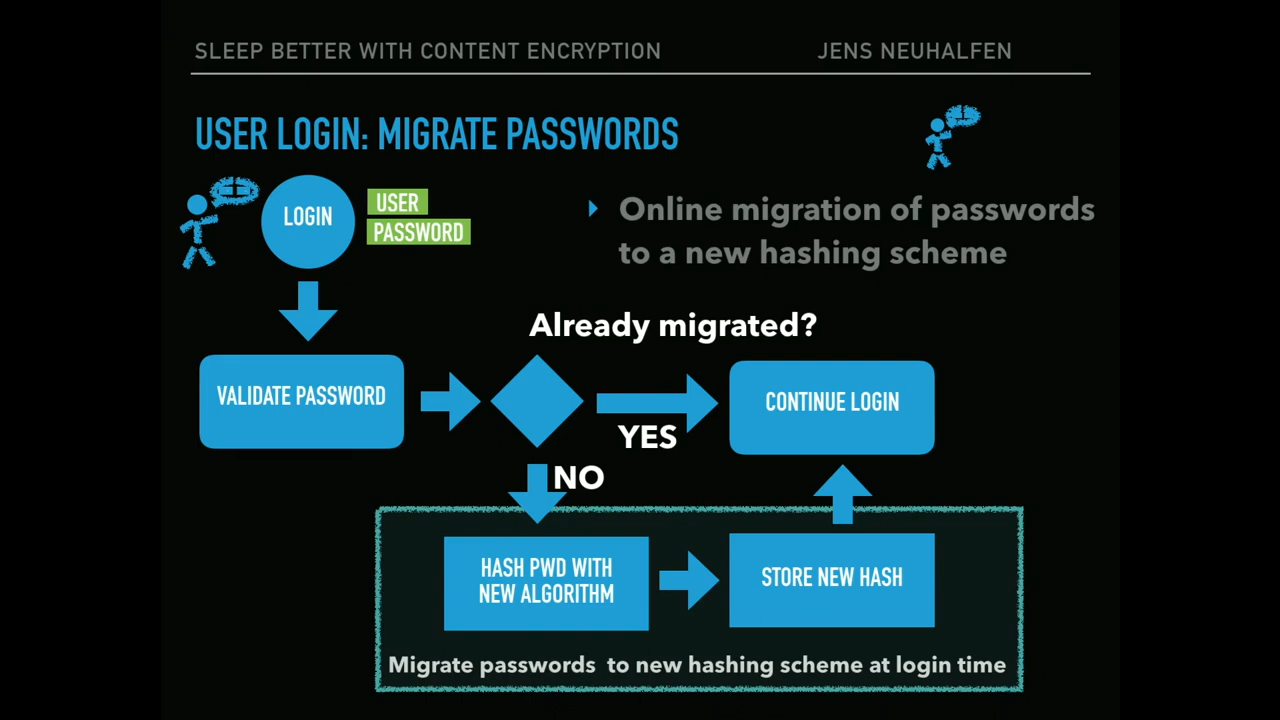 SLEEP BETTER WITH CONTENT ENCRYPTION
JENS NEUHALFEN
USER LOGIN: MIGRATE PASSWORDS
LOGIN
USER
PASSWORD
Online migration of passwords
to a new hashing scheme
Already migrated?
VALIDATE PASSWORD
YES
CONTINUE LOGIN
NO
HASH PWD WITH
NEW ALGORITHM
STORE NEW HASH
Migrate passwords to new hashing scheme at login time